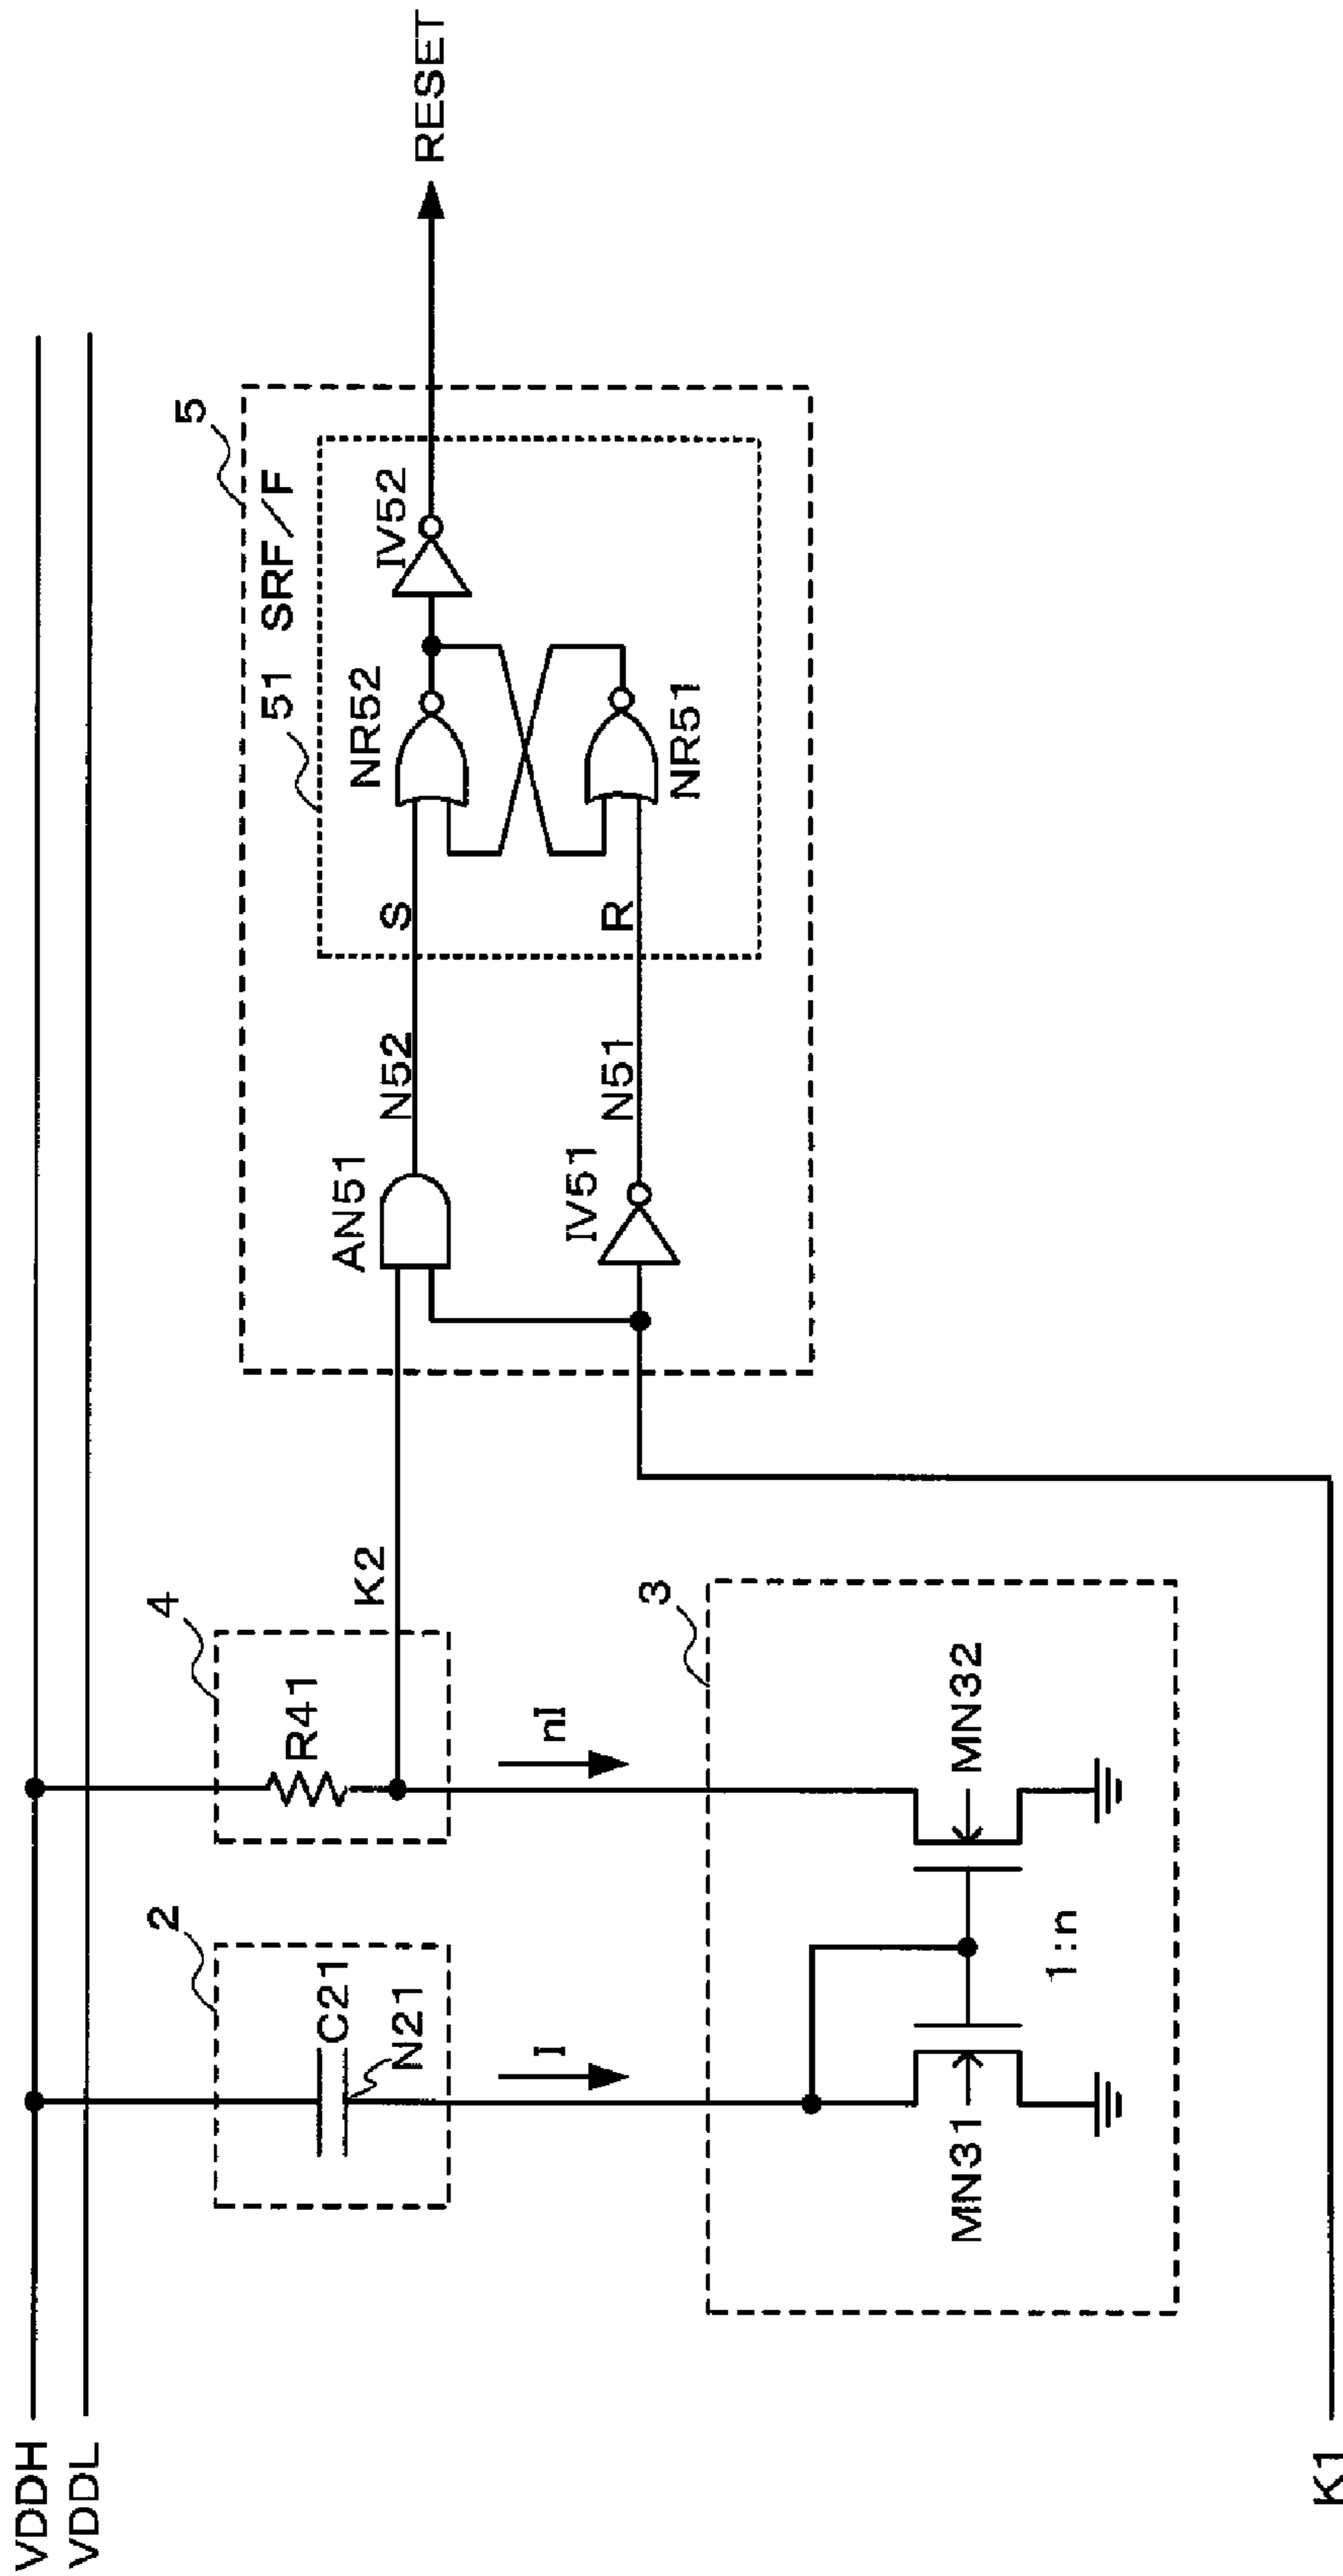 VDDH
VDDL
2
C21
N21
I
4
R41
K2
nI
3
MN31
MN32
1:n
K1
5
51 SRF/F
AN51
N52
S
NR52
IV52
IV51
N51
R
NR51
RESET